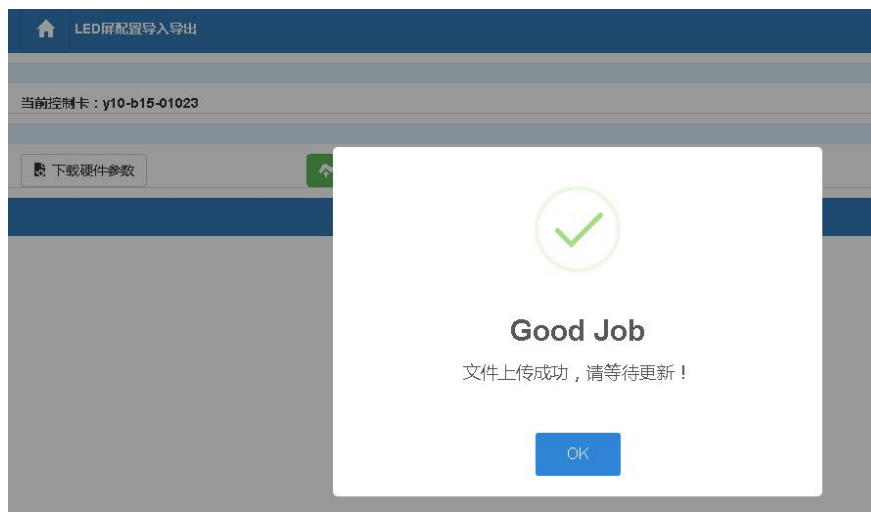 LED屏配置导入导出
当前控制卡：y10-b15-01023
下载硬件参数
Good Job
文件上传成功，请等待更新！
OK